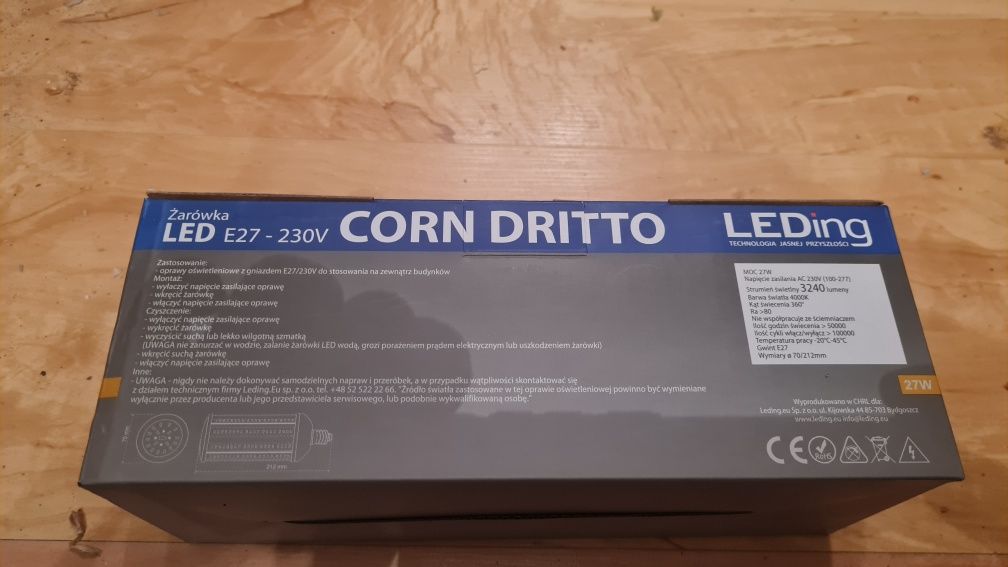 Żarówka
LED E27 - 230V CORN DRITTO
LEDing
TECHNOLOGIA JASNEJ PRZYSZŁOŚCI
Zastosowanie:
- oprawy oświetleniowe z gniazdem E27/230V do stosowania na zewnątrz budynków
Montaż:
- wyłączyć napięcie zasilające oprawę
- wkręcić żarówkę
- włączyć napięcie zasilające oprawę
Czyszczenie:
- wyłączyć napięcie zasilające oprawę
- wykręcić żarówkę
- wyczyścić suchą lub lekko wilgotną szmatką
(UWAGA nie zanurzać w wodzie, zalanie żarówki LED wodą, grozi porażeniem prądem elektrycznym lub uszkodzeniem żarówki)
- wkręcić suchą żarówkę
- włączyć napięcie zasilające oprawę
Inne:
- UWAGA - nigdy nie należy dokonywać samodzielnych napraw i przeróbek, a w przypadku wątpliwości skontaktować się
z działem technicznym firmy Leding.Eu sp. z o.o. tel. +48 52 522 22 66. "Źródło światła zastosowane w tej oprawie oświetleniowej powinno być wymieniane
wyłącznie przez producenta lub jego przedstawiciela serwisowego, lub podobnie wykwalifikowaną osobę."
70 mm
212 mm
MOC 27W
Napięcie zasilania AC 230V (100-277)
Strumień świetlny 3240 lumeny
Barwa światła 4000K
Kąt świecenia 360°
Ra >80
Nie współpracuje ze ściemniaczem
Ilość godzin świecenia > 50000
Ilość cykli włącz/wyłącz > 100000
Temperatura pracy -20°C-45°C
Gwint E27
Wymiary ø 70/212mm
27W
Wyprodukowano w CHRL dla:
Leding.eu Sp. z o.o. ul. Kijowska 44 85-703 Bydgoszcz
www.leding.eu info@leding.eu
CE RoHS